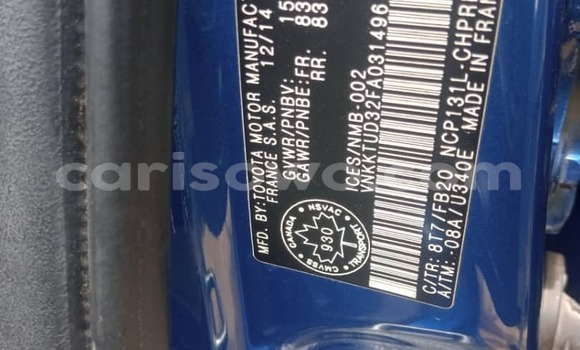 MFD. BY: TOYOTA MOTOR MANUFAC
FRANCE S.A.S. 12/14
GVWR/PNBV: 15
GAWR/PNBE: FR: 83
RR. 83
ICES/NMB-002
VNKKTUD32FA031496
CANADA
NSVAC
930
TRANSPORT
CMVSS
C/TR: 8T7/FB20 NCP131L-CHPR
A/TM: -08A/U340E MADE IN FRAN